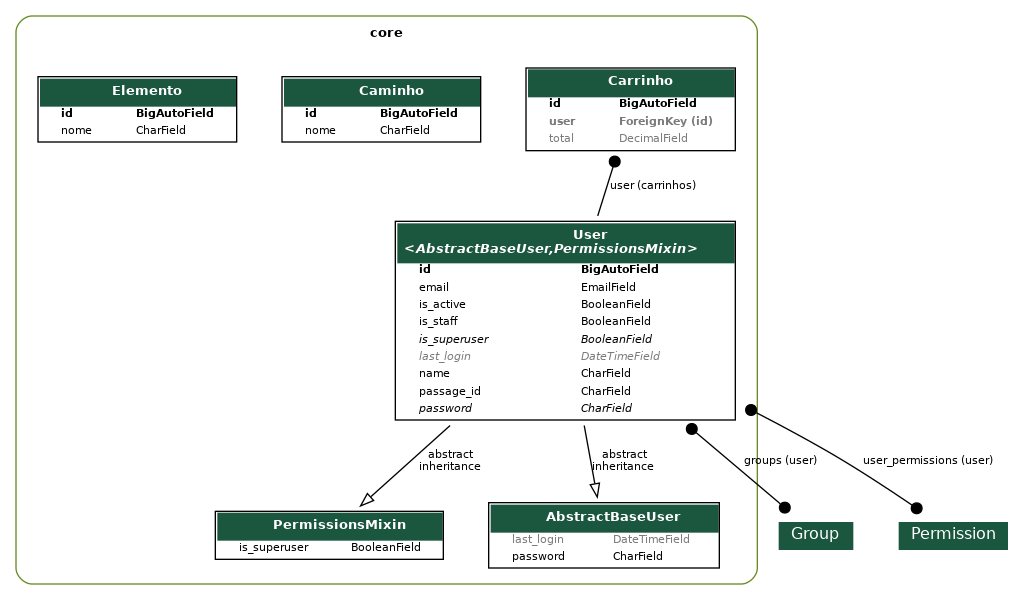 core
Elemento
id BigAutoField
nome CharField
Caminho
id BigAutoField
nome CharField
Carrinho
id BigAutoField
user ForeignKey (id)
total DecimalField
user (carrinhos)
User
<AbstractBaseUser,PermissionsMixin>
id BigAutoField
email EmailField
is_active BooleanField
is_staff BooleanField
is_superuser BooleanField
last_login DateTimeField
name CharField
passage_id CharField
password CharField
abstract
inheritance
abstract
inheritance
groups (user)
user_permissions (user)
PermissionsMixin
is_superuser BooleanField
AbstractBaseUser
last_login DateTimeField
password CharField
Group
Permission